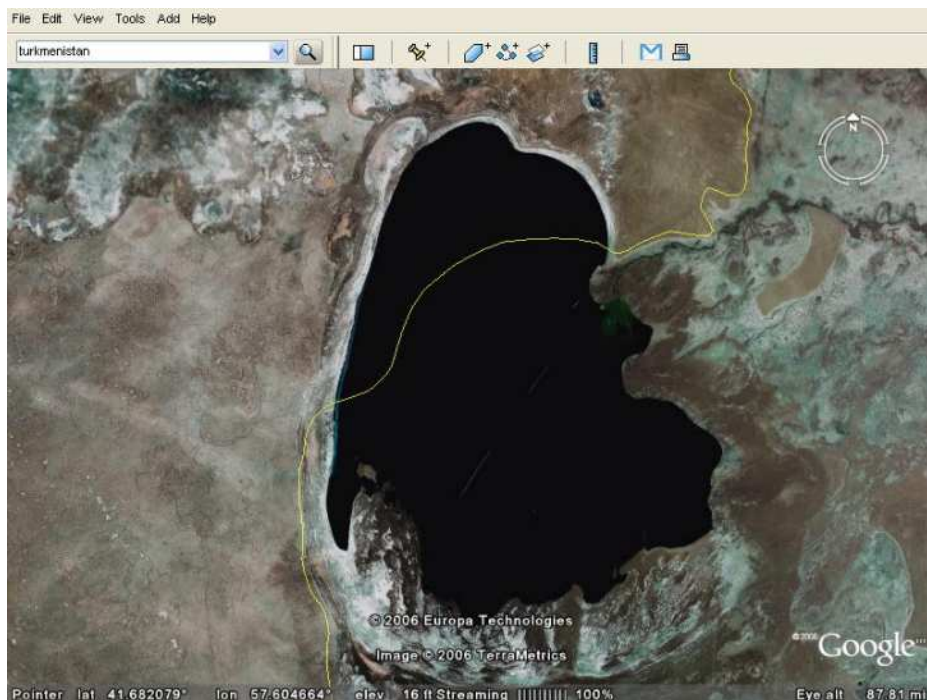 File Edit View Tools Add Help
turkmenistan
N
© 2006 Europa Technologies
Image © 2006 TerraMetrics
© 2006 Google
Pointer lat 41.682079° lon 57.604664° elev 16 ft Streaming |||||||||| 100% Eye alt 87.81 mi